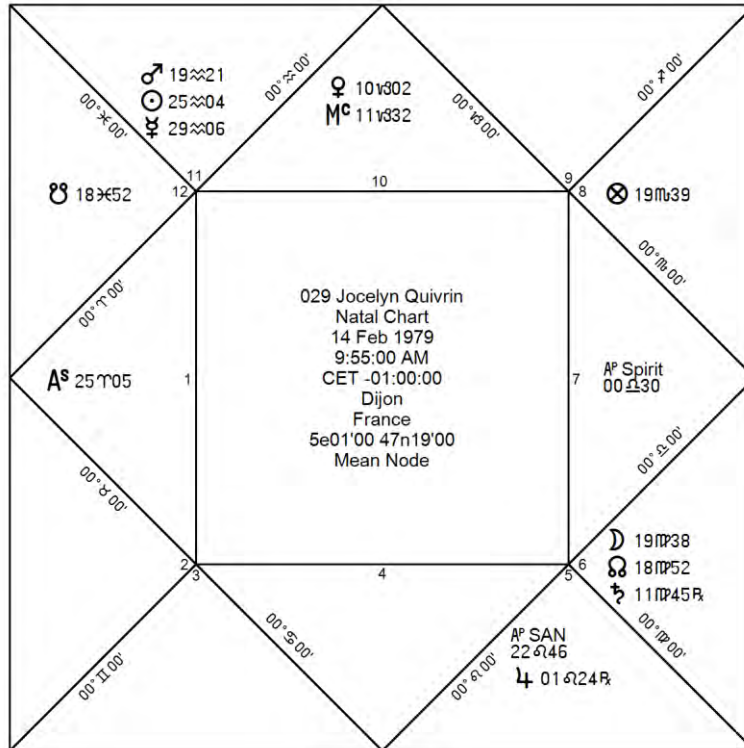 ♂ 19♒21
☉ 25♒04
☿ 29♒06
00°♒00'
♀ 10♑02
Mc 11♑32
00°♑00'
00°♐00'
00°♓00'
11
12
10
9
8
☋ 18♓52
⊗ 19♏39
00°♈00'
00°♏00'
029 Jocelyn Quivrin
Natal Chart
14 Feb 1979
9:55:00 AM
CET -01:00:00
Dijon
France
5e01'00 47n19'00
Mean Node
As 25♈05
1
7
AP Spirit
00♎30
00°♉00'
00°♎00'
2
3
4
5
6
☽ 19♍38
☊ 18♍52
♄ 11♍45℞
00°♊00'
00°♋00'
AP SAN
22♌46
♃ 01♌24℞
00°♌00'
00°♍00'